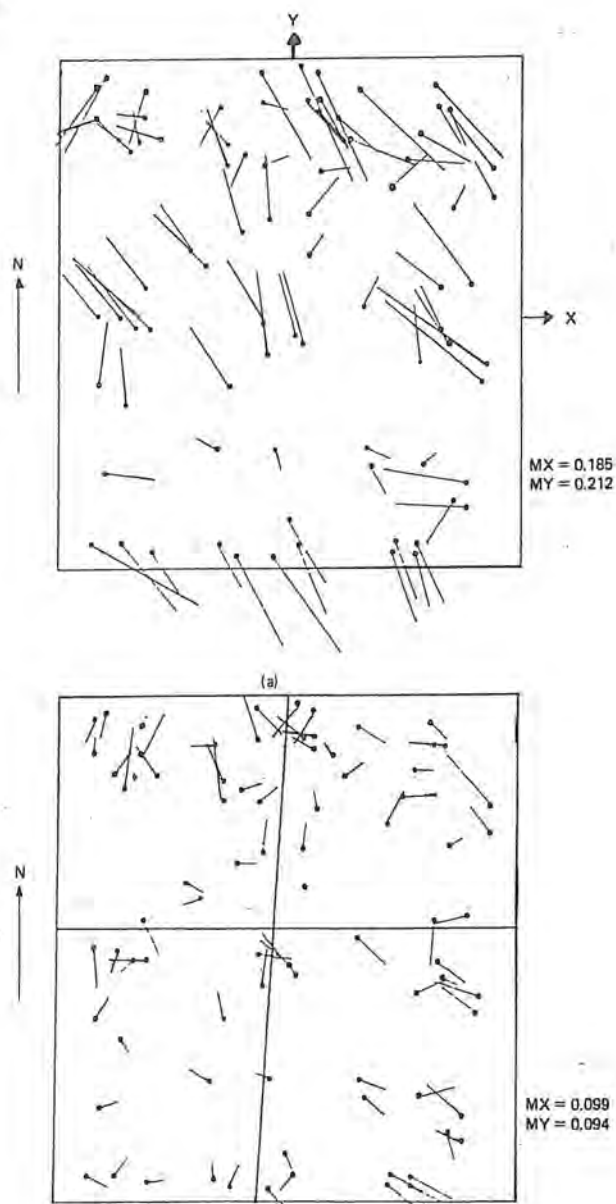 Y
N
X
MX = 0.185
MY = 0.212
(a)
N
MX = 0.099
MY = 0.094